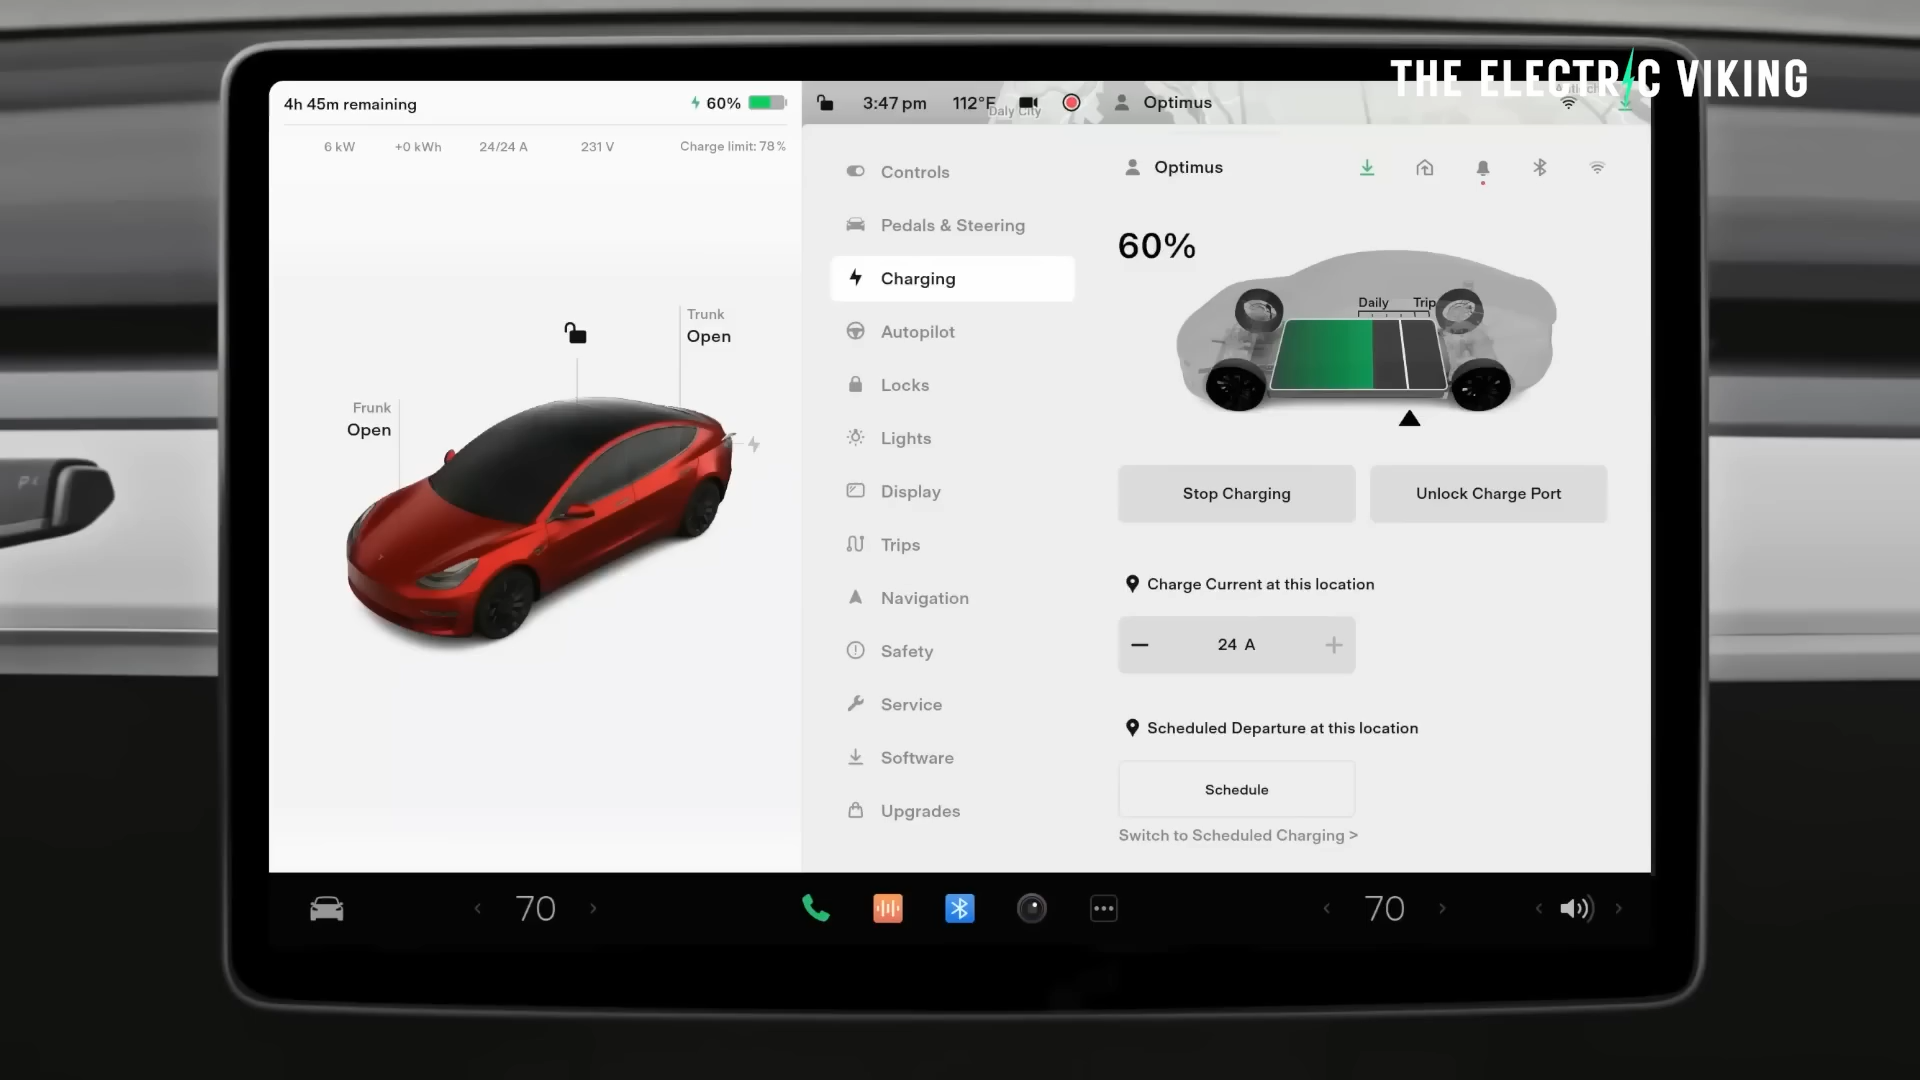 THE ELECTRIC VIKING
4h 45m remaining
60%
3:47 pm
112°F
Daly City
Optimus
6 kW
+0 kWh
24/24 A
231 V
Charge limit: 78%
Trunk
Open
Frunk
Open
Controls
Pedals & Steering
Charging
Autopilot
Locks
Lights
Display
Trips
Navigation
Safety
Service
Software
Upgrades
Optimus
60%
Daily
Trip
Stop Charging
Unlock Charge Port
Charge Current at this location
24 A
Scheduled Departure at this location
Schedule
Switch to Scheduled Charging >
70
70